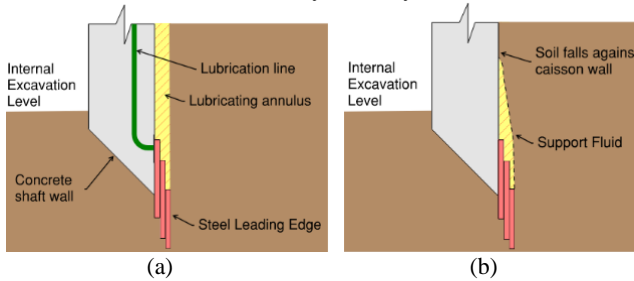 Internal
Excavation
Level
Lubrication line
Lubricating annulus
Concrete
shaft wall
Steel Leading Edge
(a)
Internal
Excavation
Level
Soil falls agains
caisson wall
Support Fluid
(b)